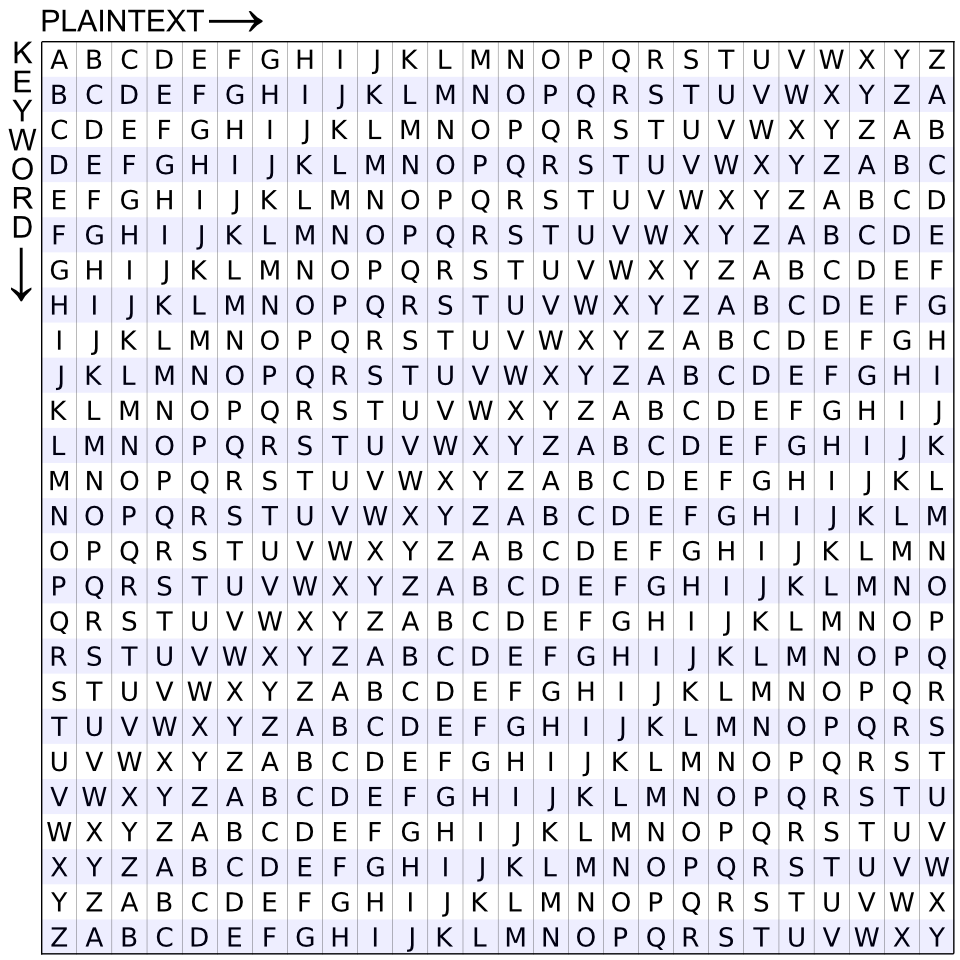 PLAINTEXT
KEYWORD
A B C D E F G H I J K L M N O P Q R S T U V W X Y Z
B C D E F G H I J K L M N O P Q R S T U V W X Y Z A
C D E F G H I J K L M N O P Q R S T U V W X Y Z A B
D E F G H I J K L M N O P Q R S T U V W X Y Z A B C
E F G H I J K L M N O P Q R S T U V W X Y Z A B C D
F G H I J K L M N O P Q R S T U V W X Y Z A B C D E
G H I J K L M N O P Q R S T U V W X Y Z A B C D E F
H I J K L M N O P Q R S T U V W X Y Z A B C D E F G
I J K L M N O P Q R S T U V W X Y Z A B C D E F G H
J K L M N O P Q R S T U V W X Y Z A B C D E F G H I
K L M N O P Q R S T U V W X Y Z A B C D E F G H I J
L M N O P Q R S T U V W X Y Z A B C D E F G H I J K
M N O P Q R S T U V W X Y Z A B C D E F G H I J K L
N O P Q R S T U V W X Y Z A B C D E F G H I J K L M
O P Q R S T U V W X Y Z A B C D E F G H I J K L M N
P Q R S T U V W X Y Z A B C D E F G H I J K L M N O
Q R S T U V W X Y Z A B C D E F G H I J K L M N O P
R S T U V W X Y Z A B C D E F G H I J K L M N O P Q
S T U V W X Y Z A B C D E F G H I J K L M N O P Q R
T U V W X Y Z A B C D E F G H I J K L M N O P Q R S
U V W X Y Z A B C D E F G H I J K L M N O P Q R S T
V W X Y Z A B C D E F G H I J K L M N O P Q R S T U
W X Y Z A B C D E F G H I J K L M N O P Q R S T U V
X Y Z A B C D E F G H I J K L M N O P Q R S T U V W
Y Z A B C D E F G H I J K L M N O P Q R S T U V W X
Z A B C D E F G H I J K L M N O P Q R S T U V W X Y